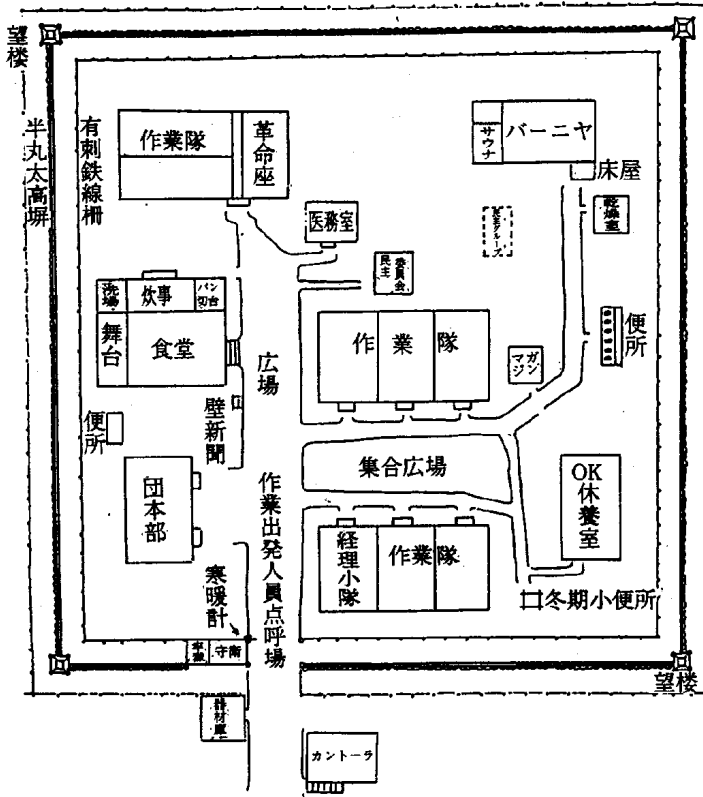 望楼
半丸太高塀
有刺鉄線柵
作業隊
革命座
サウナ
バーニヤ
床屋
乾燥室
医務室
民主グループ
民主委員会
洗場
炊事
パン切台
舞台
食堂
広場
作業隊
マガジン
便所
壁新聞
便所
集合広場
団本部
作業出発人員点呼場
OK休養室
経理小隊
作業隊
寒暖計
冬期小便所
守衛
望楼
器材庫
カントーラ